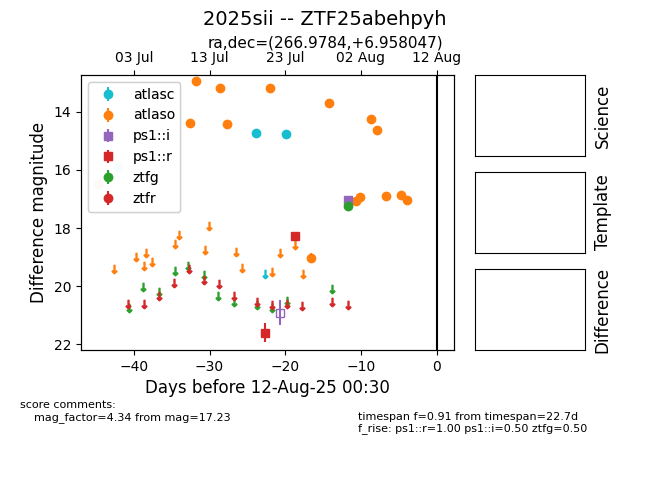 2025sii -- ZTF25abehpyh
ra,dec=(266.9784,+6.958047)
03 Jul 13 Jul 23 Jul 02 Aug 12 Aug
atlasc
atlaso
ps1::i
ps1::r
ztfg
ztfr
14
16
18
20
22
Difference magnitude
−40 −30 −20 −10 0
Days before 12-Aug-25 00:30
Science
Template
Difference
score comments:
mag_factor=4.34 from mag=17.23
timespan f=0.91 from timespan=22.7d
f_rise: ps1::r=1.00 ps1::i=0.50 ztfg=0.50